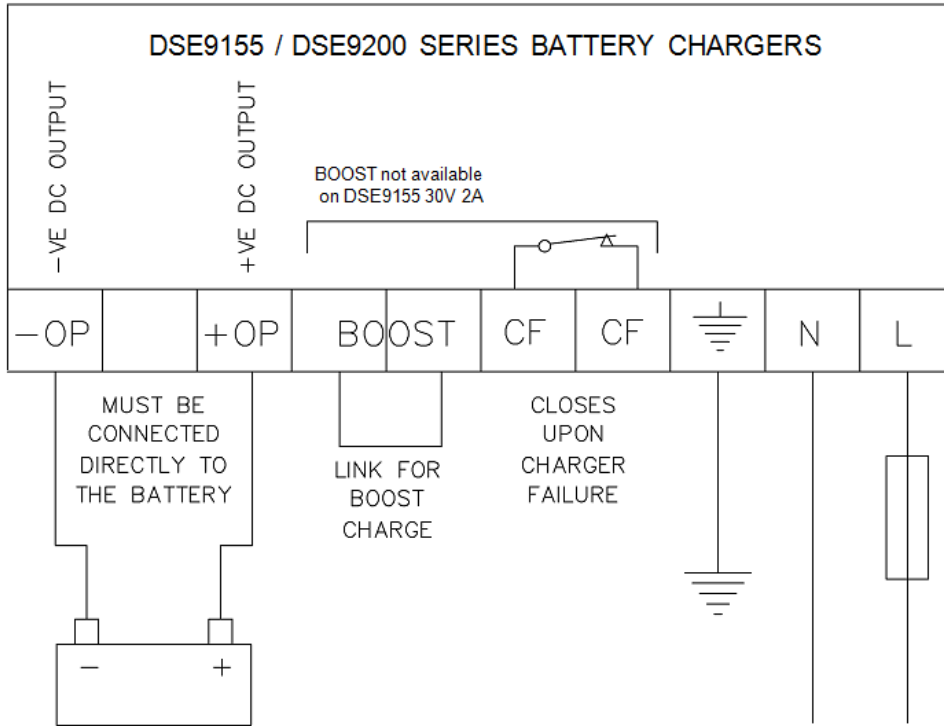 DSE9155 / DSE9200 SERIES BATTERY CHARGERS
-VE DC OUTPUT
+VE DC OUTPUT
BOOST not available
on DSE9155 30V 2A
-OP
+OP
BOOST
CF
CF
N
L
MUST BE
CONNECTED
DIRECTLY TO
THE BATTERY
LINK FOR
BOOST
CHARGE
CLOSES
UPON
CHARGER
FAILURE
- +